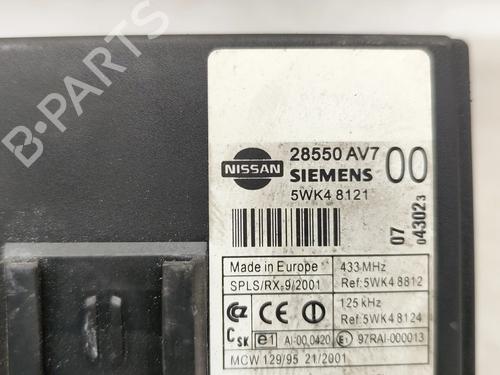 B-PARTS
NISSAN
28550 AV7 00
SIEMENS
5WK4 8121
07
043023
Made in Europe
433 MHz
SPLS/RX-9/2001
Ref:5WK4 8812
125 kHz
Ref:5WK4 8124
CSK
e1
AI-00.0420
E1
97RAI-000013
MCW 129/95 21/2001